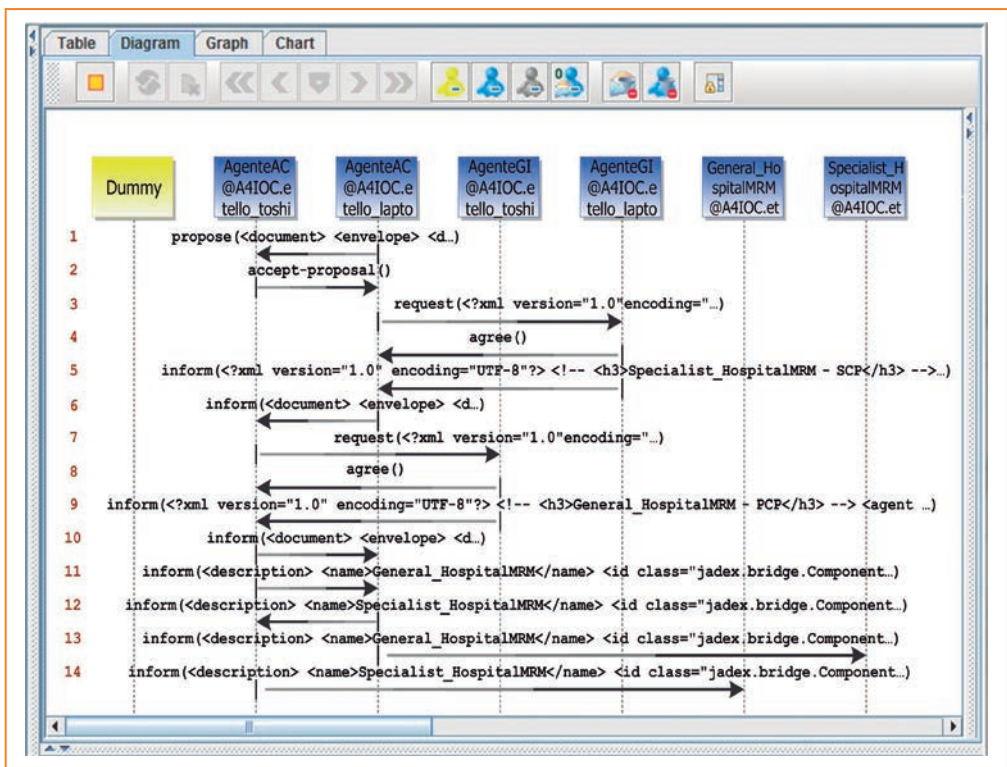 Table Diagram Graph Chart
0
Dummy
AgenteAC
@A4IOC.e
tello_toshi
AgenteAC
@A4IOC.e
tello_lapto
AgenteGI
@A4IOC.e
tello_toshi
AgenteGI
@A4IOC.e
tello_lapto
General_Ho
spitalMRM
@A4IOC.et
Specialist_H
ospitalMRM
@A4IOC.et
1 propose(<document> <envelope> <d…)
2 accept-proposal()
3 request(<?xml version="1.0"encoding="…)
4 agree()
5 inform(<?xml version="1.0" encoding="UTF-8"?> <!-- <h3>Specialist_HospitalMRM - SCP</h3> -->…)
6 inform(<document> <envelope> <d…)
7 request(<?xml version="1.0"encoding="…)
8 agree()
9 inform(<?xml version="1.0" encoding="UTF-8"?> <!-- <h3>General_HospitalMRM - PCP</h3> --> <agent …)
10 inform(<document> <envelope> <d…)
11 inform(<description> <name>General_HospitalMRM</name> <id class="jadex.bridge.Component…)
12 inform(<description> <name>Specialist_HospitalMRM</name> <id class="jadex.bridge.Component…)
13 inform(<description> <name>General_HospitalMRM</name> <id class="jadex.bridge.Component…)
14 inform(<description> <name>Specialist_HospitalMRM</name> <id class="jadex.bridge.Component…)